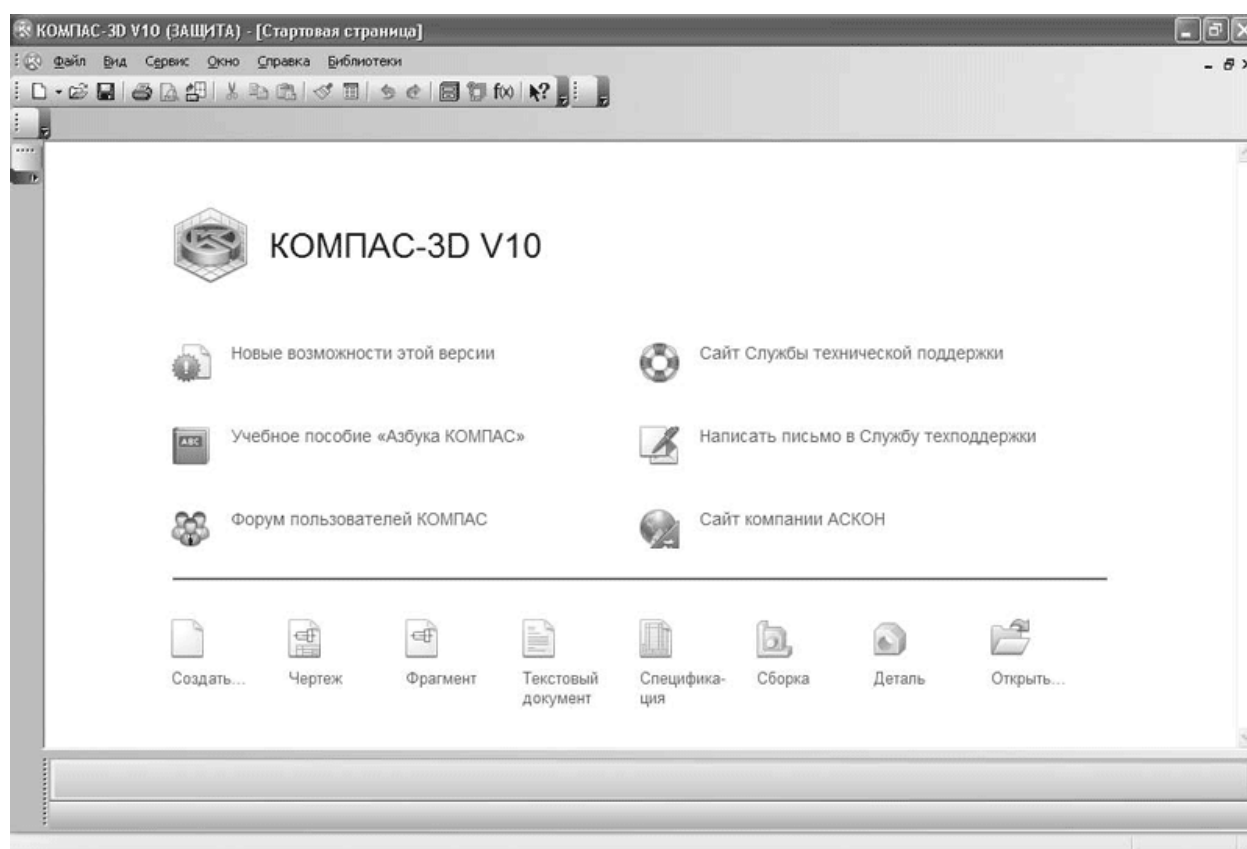 КОМПАС-3D V10 (ЗАЩИТА) - [Стартовая страница]
Файл Вид Сервис Окно Справка Библиотеки
f(x)
КОМПАС-3D V10
Новые возможности этой версии
Сайт Службы технической поддержки
ABC
Учебное пособие «Азбука КОМПАС»
Написать письмо в Службу техподдержки
Форум пользователей КОМПАС
Сайт компании АСКОН
Создать...
Чертеж
Фрагмент
Текстовый
документ
Специфика-
ция
Сборка
Деталь
Открыть...